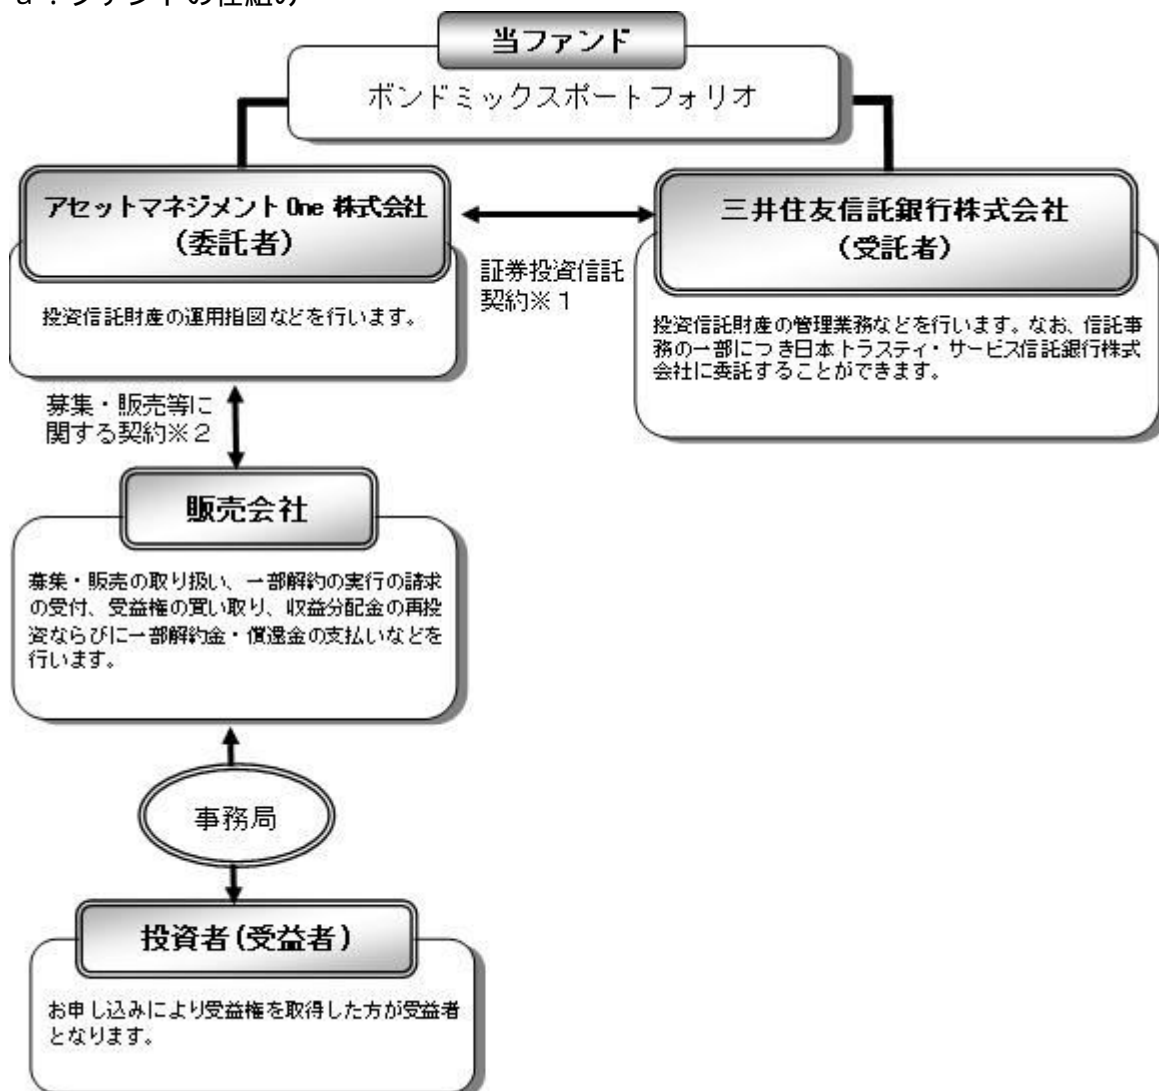 ａ．ファンドの仕組み
当ファンド
ボンドミックスポートフォリオ
アセットマネジメント One 株式会社
（委託者）
投資信託財産の運用指図などを行います。
証券投資信託
契約※１
三井住友信託銀行株式会社
（受託者）
投資信託財産の管理業務などを行います。なお、信託事
務の一部につき日本トラスティ・サービス信託銀行株式
会社に委託することができます。
募集・販売等に
関する契約※２
販売会社
募集・販売の取り扱い、一部解約の実行の請求
の受付、受益権の買い取り、収益分配金の再投
資ならびに一部解約金・償還金の支払いなどを
行います。
事務局
投資者(受益者)
お申し込みにより受益権を取得した方が受益者
となります。